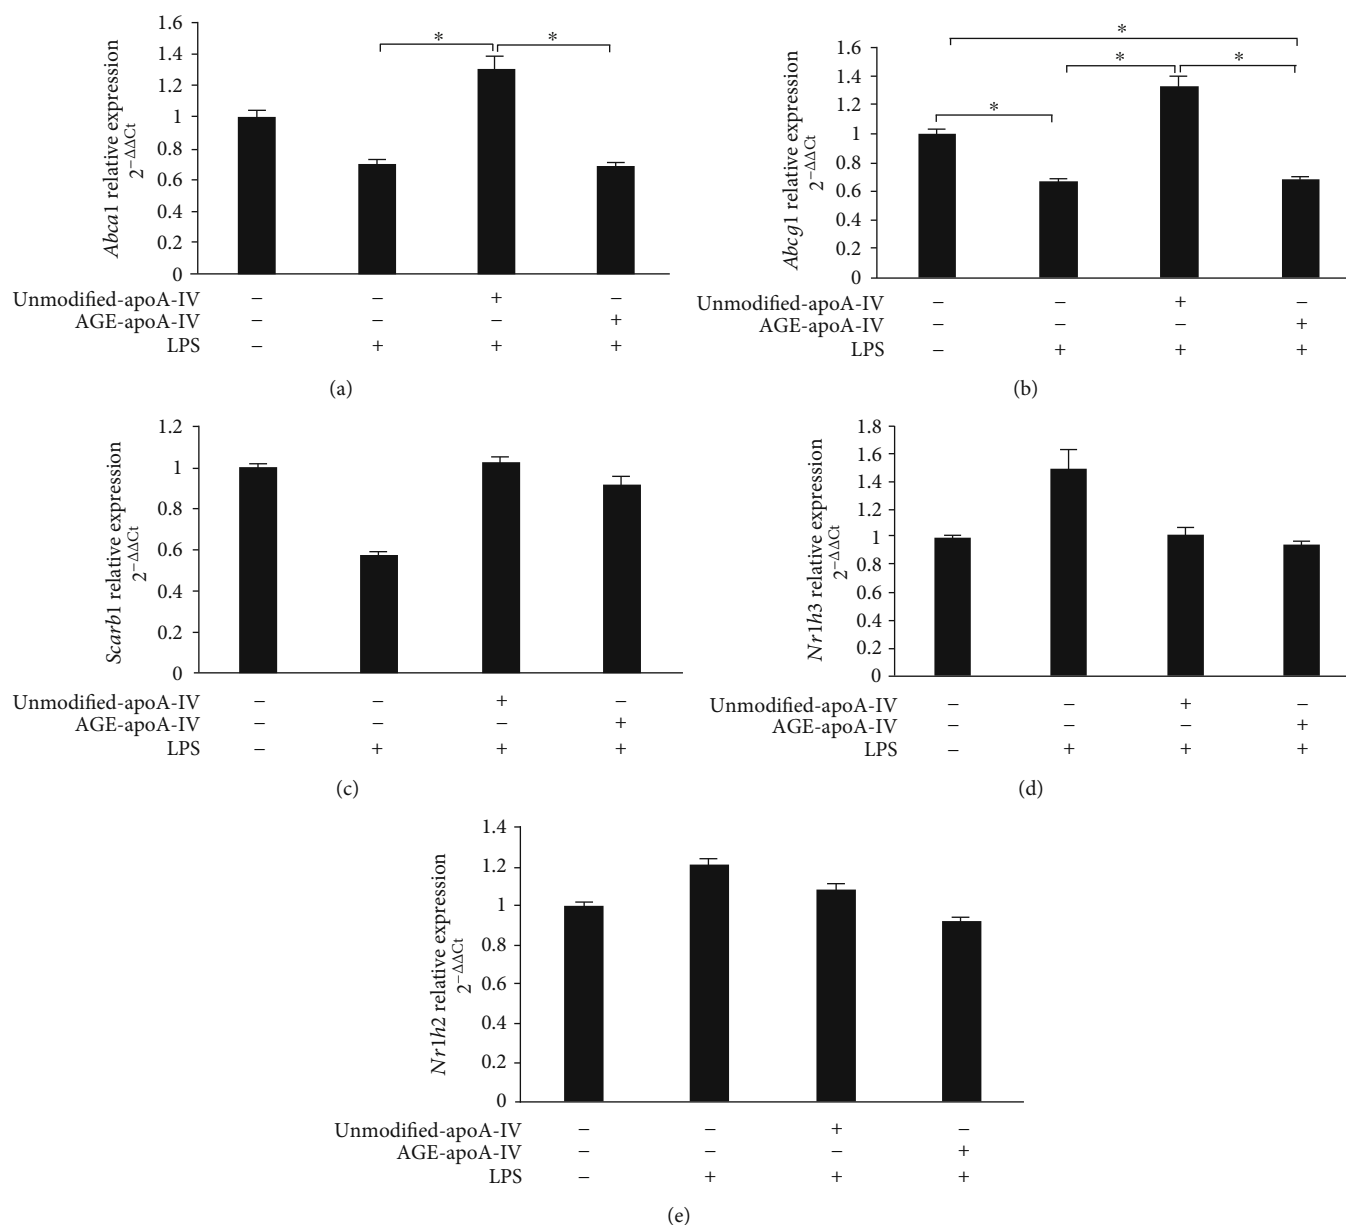 Abca1 relative expression
2−ΔΔCt
1.6
1.4
1.2
1
0.8
0.6
0.4
0.2
0
* *
Unmodified-apoA-IV − − + −
AGE-apoA-IV − − − +
LPS − + + +
(a)
Abcg1 relative expression
2−ΔΔCt
1.6
1.4
1.2
1
0.8
0.6
0.4
0.2
0
*
* *
*
Unmodified-apoA-IV − − + −
AGE-apoA-IV − − − +
LPS − + + +
(b)
Scarb1 relative expression
2−ΔΔCt
1.2
1
0.8
0.6
0.4
0.2
0
Unmodified-apoA-IV − − + −
AGE-apoA-IV − − − +
LPS − + + +
(c)
Nr1h3 relative expression
2−ΔΔCt
1.8
1.6
1.4
1.2
1
0.8
0.6
0.4
0.2
0
Unmodified-apoA-IV − − + −
AGE-apoA-IV − − − +
LPS − + + +
(d)
Nr1h2 relative expression
2−ΔΔCt
1.4
1.2
1
0.8
0.6
0.4
0.2
0
Unmodified-apoA-IV − − + −
AGE-apoA-IV − − − +
LPS − + + +
(e)